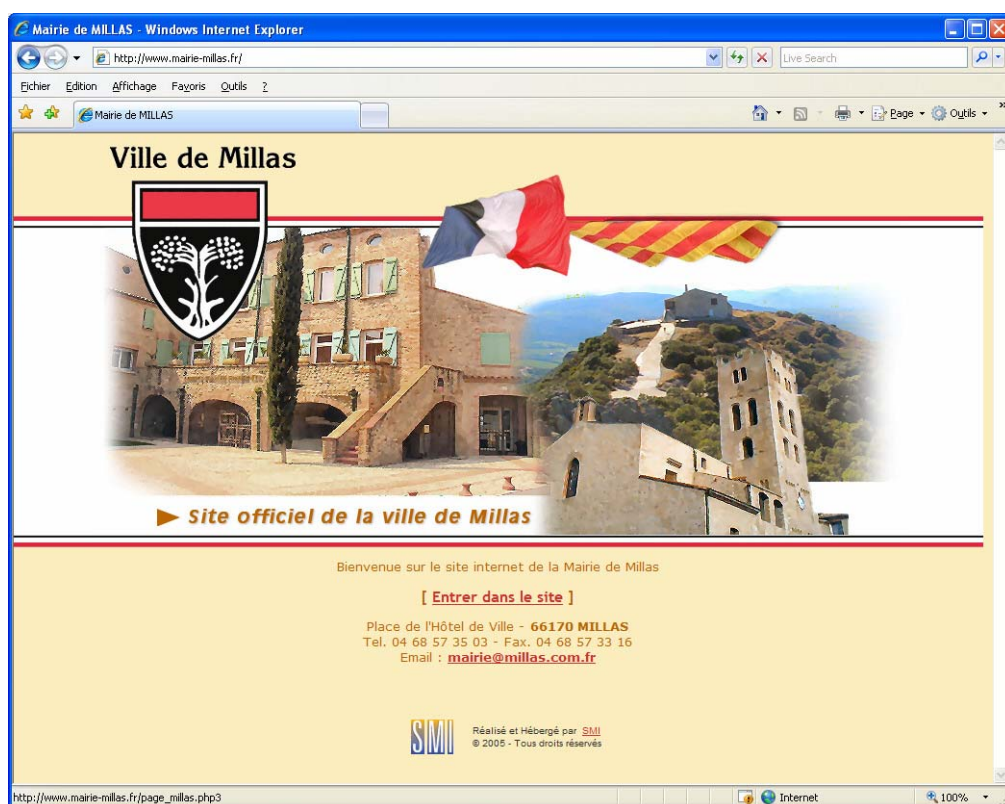 Mairie de MILLAS - Windows Internet Explorer
http://www.mairie-millas.fr/
Live Search
Fichier Edition Affichage Favoris Outils ?
Mairie de MILLAS
Page Outils »
Ville de Millas
Site officiel de la ville de Millas
Bienvenue sur le site internet de la Mairie de Millas
[ Entrer dans le site ]
Place de l'Hôtel de Ville - 66170 MILLAS
Tel. 04 68 57 35 03 - Fax. 04 68 57 33 16
Email : mairie@millas.com.fr
SMI
Réalisé et Hébergé par SMI
© 2005 - Tous droits réservés
http://www.mairie-millas.fr/page_millas.php3
Internet
100%